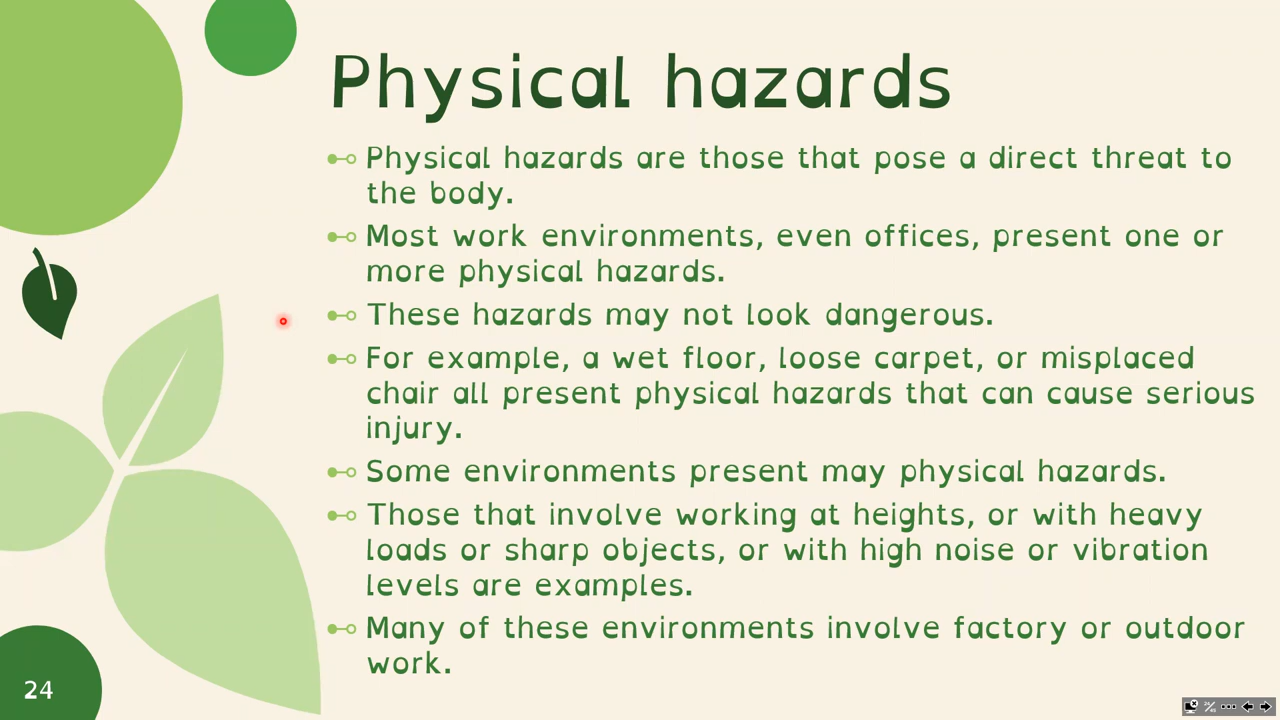 Physical hazards
Physical hazards are those that pose a direct threat to
the body.
Most work environments, even offices, present one or
more physical hazards.
These hazards may not look dangerous.
For example, a wet floor, loose carpet, or misplaced
chair all present physical hazards that can cause serious
injury.
Some environments present may physical hazards.
Those that involve working at heights, or with heavy
loads or sharp objects, or with high noise or vibration
levels are examples.
Many of these environments involve factory or outdoor
work.
24